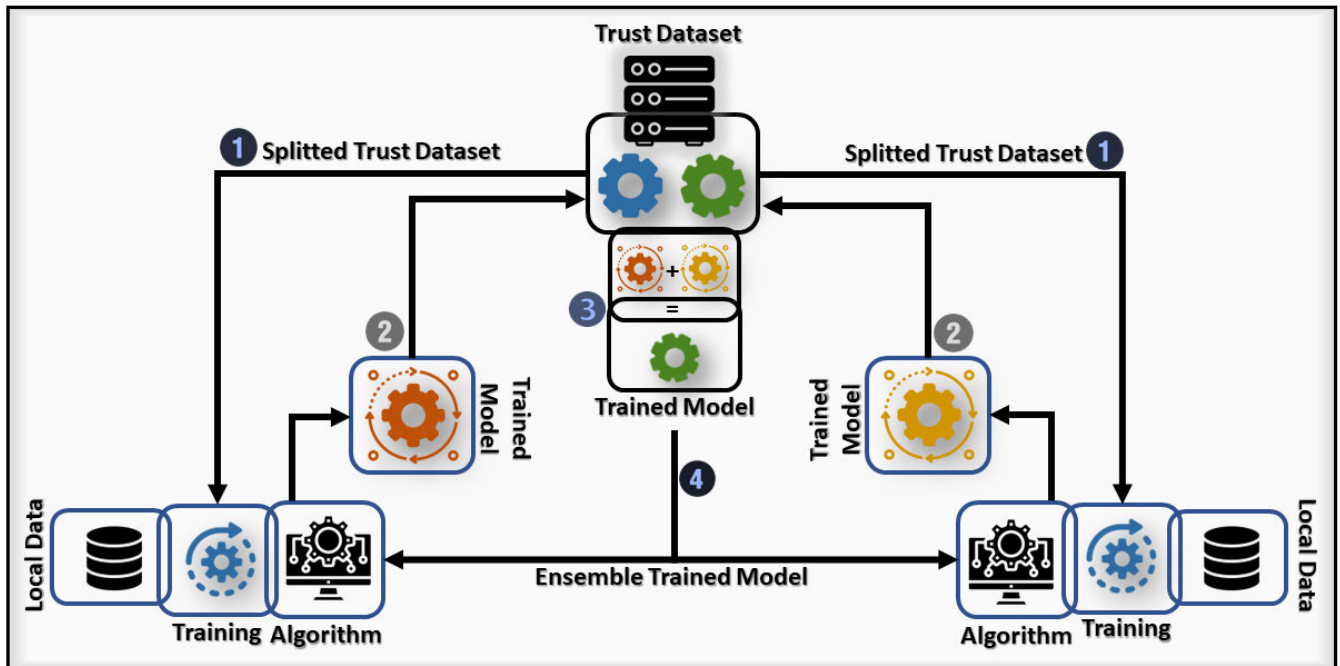 Trust Dataset
1 Splitted Trust Dataset
Splitted Trust Dataset 1
+
3
=
2
2
Trained
Model
Trained Model
Trained
Model
4
Local Data
Local Data
Ensemble Trained Model
Training Algorithm
Algorithm Training